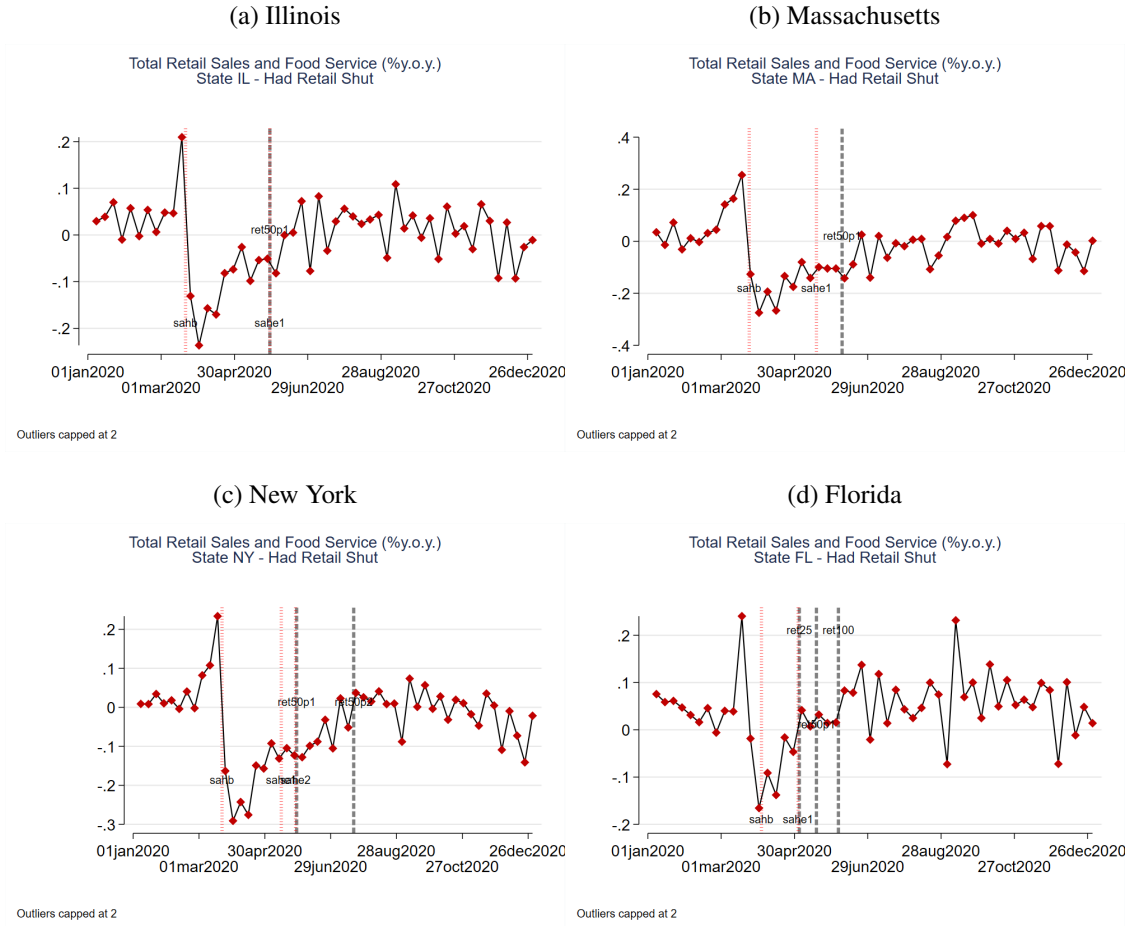 (a) Illinois
Total Retail Sales and Food Service (%y.o.y.)
State IL - Had Retail Shut
.2
.1
0
-.1
-.2
ret50p1
sahb
sahe1
01jan2020
01mar2020
30apr2020
29jun2020
28aug2020
27oct2020
26dec2020
Outliers capped at 2
(b) Massachusetts
Total Retail Sales and Food Service (%y.o.y.)
State MA - Had Retail Shut
.4
.2
0
-.2
-.4
ret50p1
sahb
sahe1
01jan2020
01mar2020
30apr2020
29jun2020
28aug2020
27oct2020
26dec2020
Outliers capped at 2
(c) New York
Total Retail Sales and Food Service (%y.o.y.)
State NY - Had Retail Shut
.2
.1
0
-.1
-.2
-.3
ret50p1
sahb
sahe2
01jan2020
01mar2020
30apr2020
29jun2020
28aug2020
27oct2020
26dec2020
Outliers capped at 2
(d) Florida
Total Retail Sales and Food Service (%y.o.y.)
State FL - Had Retail Shut
.2
.1
0
-.1
-.2
ret25
ret100
ret50p1
sahb
sahe1
01jan2020
01mar2020
30apr2020
29jun2020
28aug2020
27oct2020
26dec2020
Outliers capped at 2